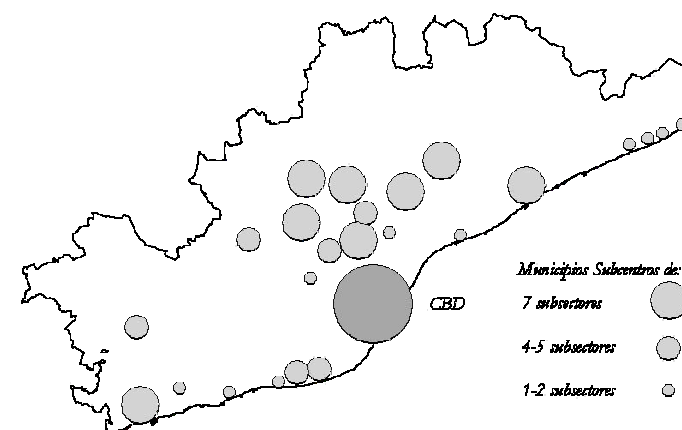 Municipios Subcentros de:
CBD
7 subsectores
4-5 subsectores
1-2 subsectores